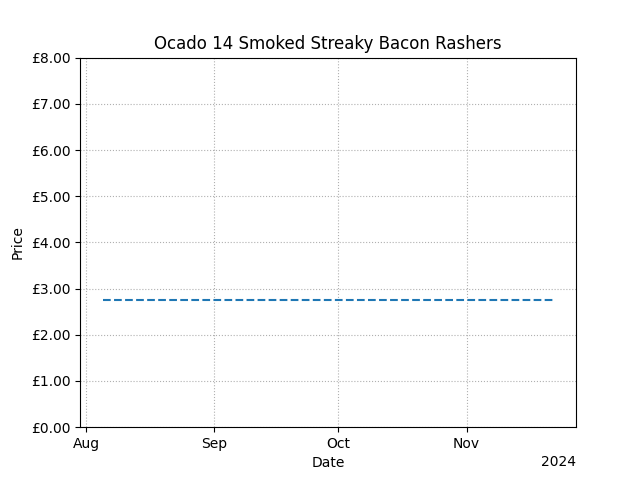 Ocado 14 Smoked Streaky Bacon Rashers
£8.00
£7.00
£6.00
£5.00
£4.00
£3.00
£2.00
£1.00
£0.00
Price
Aug Sep Oct Nov
Date
2024